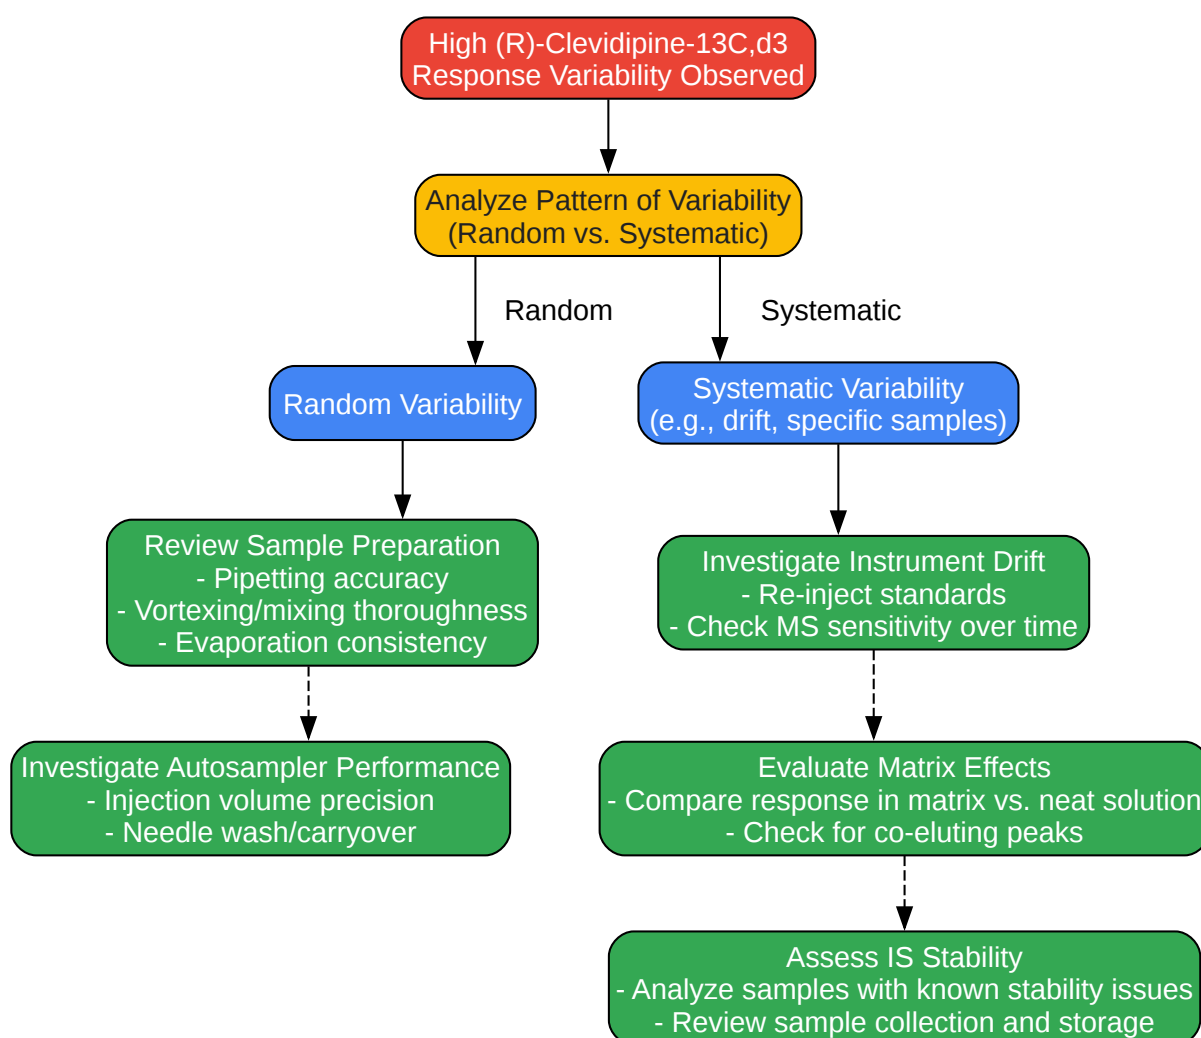 High (R)-Clevidipine-13C,d3
Response Variability Observed
Analyze Pattern of Variability
(Random vs. Systematic)
Random
Systematic
Random Variability
Systematic Variability
(e.g., drift, specific samples)
Review Sample Preparation
- Pipetting accuracy
- Vortexing/mixing thoroughness
- Evaporation consistency
Investigate Instrument Drift
- Re-inject standards
- Check MS sensitivity over time
Investigate Autosampler Performance
- Injection volume precision
- Needle wash/carryover
Evaluate Matrix Effects
- Compare response in matrix vs. neat solution
- Check for co-eluting peaks
Assess IS Stability
- Analyze samples with known stability issues
- Review sample collection and storage